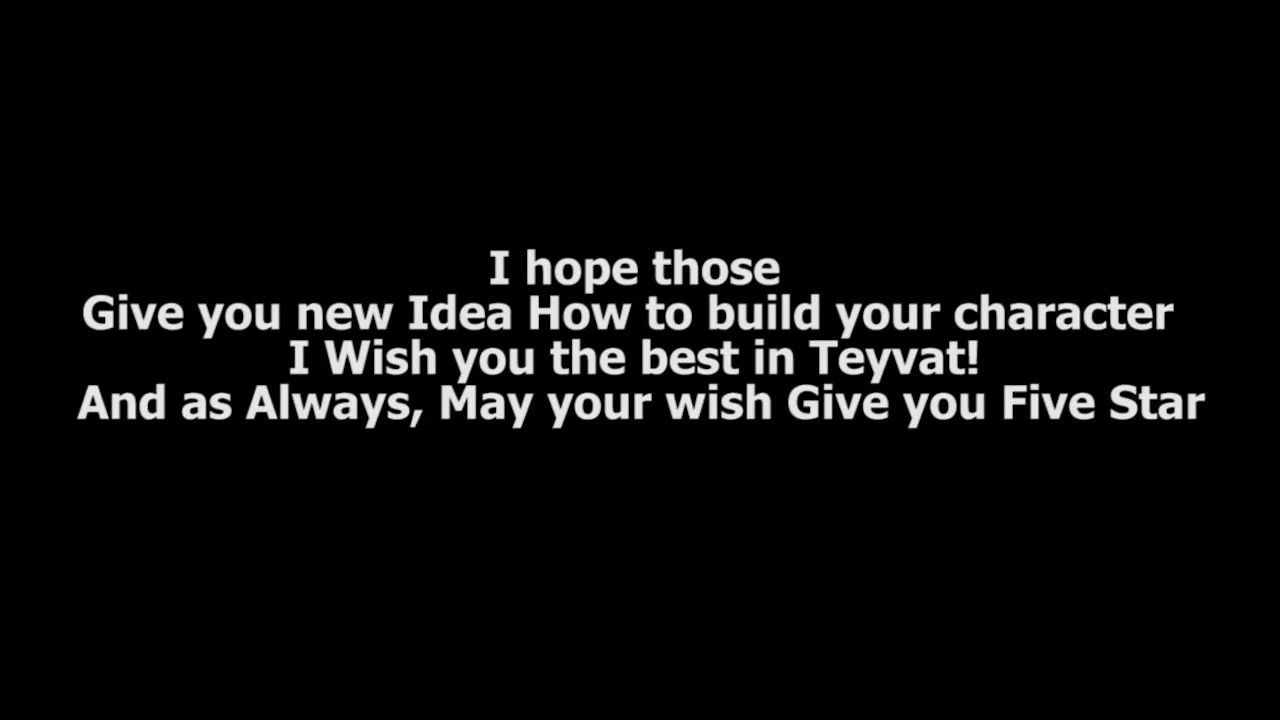 I hope those
Give you new Idea How to build your character
I Wish you the best in Teyvat!
And as Always, May your wish Give you Five Star